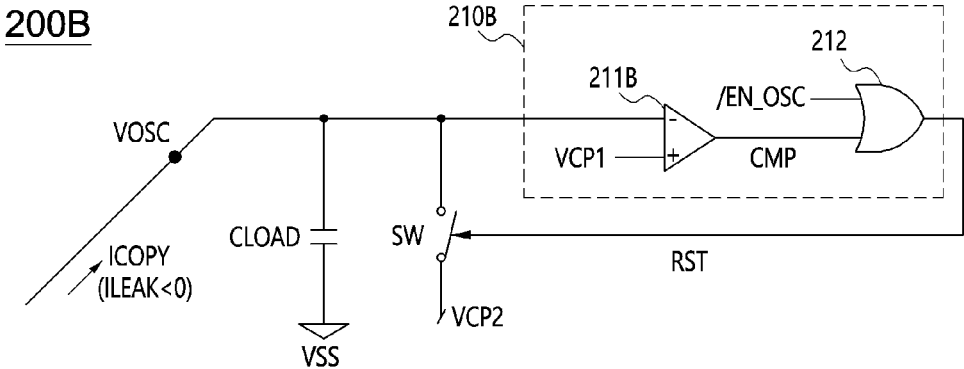 200B
210B
211B
212
/EN_OSC
VOSC
-
VCP1
+
CMP
ICOPY
(ILEAK<0)
CLOAD
SW
RST
VCP2
VSS